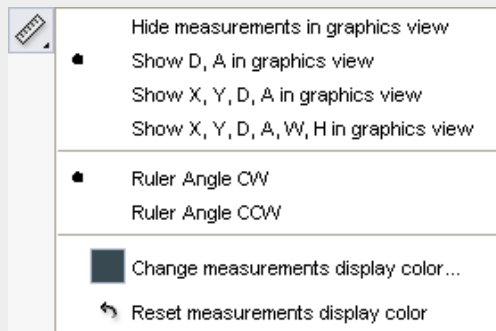 Hide measurements in graphics view
Show D, A in graphics view
Show X, Y, D, A in graphics view
Show X, Y, D, A, W, H in graphics view
Ruler Angle CW
Ruler Angle CCW
Change measurements display color...
Reset measurements display color